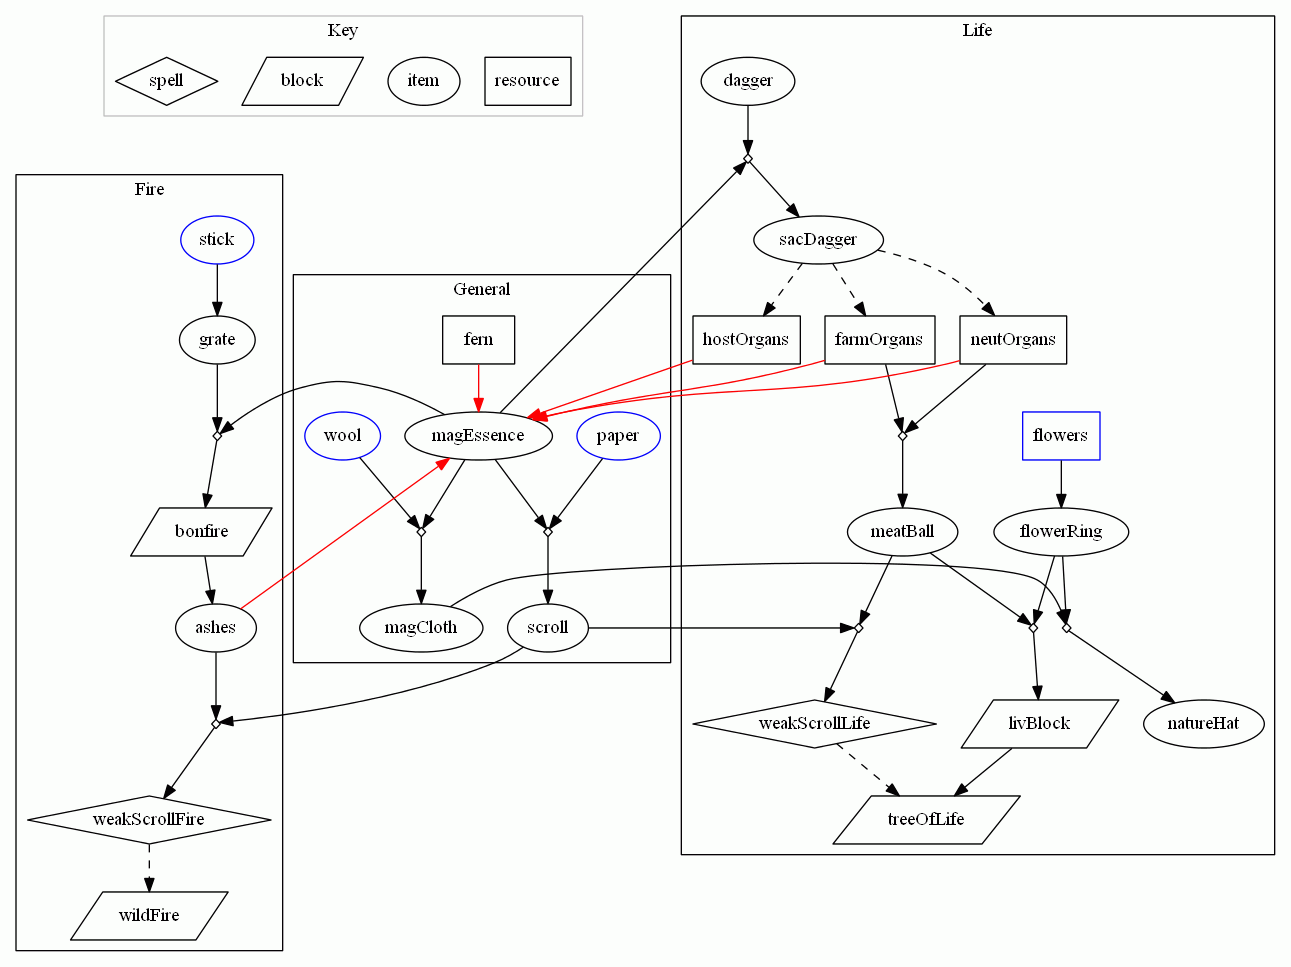 Key
spell
block
item
resource
Life
dagger
Fire
stick
sacDagger
General
grate
fern
hostOrgans
farmOrgans
neutOrgans
wool
magEssence
paper
flowers
bonfire
meatBall
flowerRing
ashes
magCloth
scroll
weakScrollLife
livBlock
natureHat
weakScrollFire
treeOfLife
wildFire